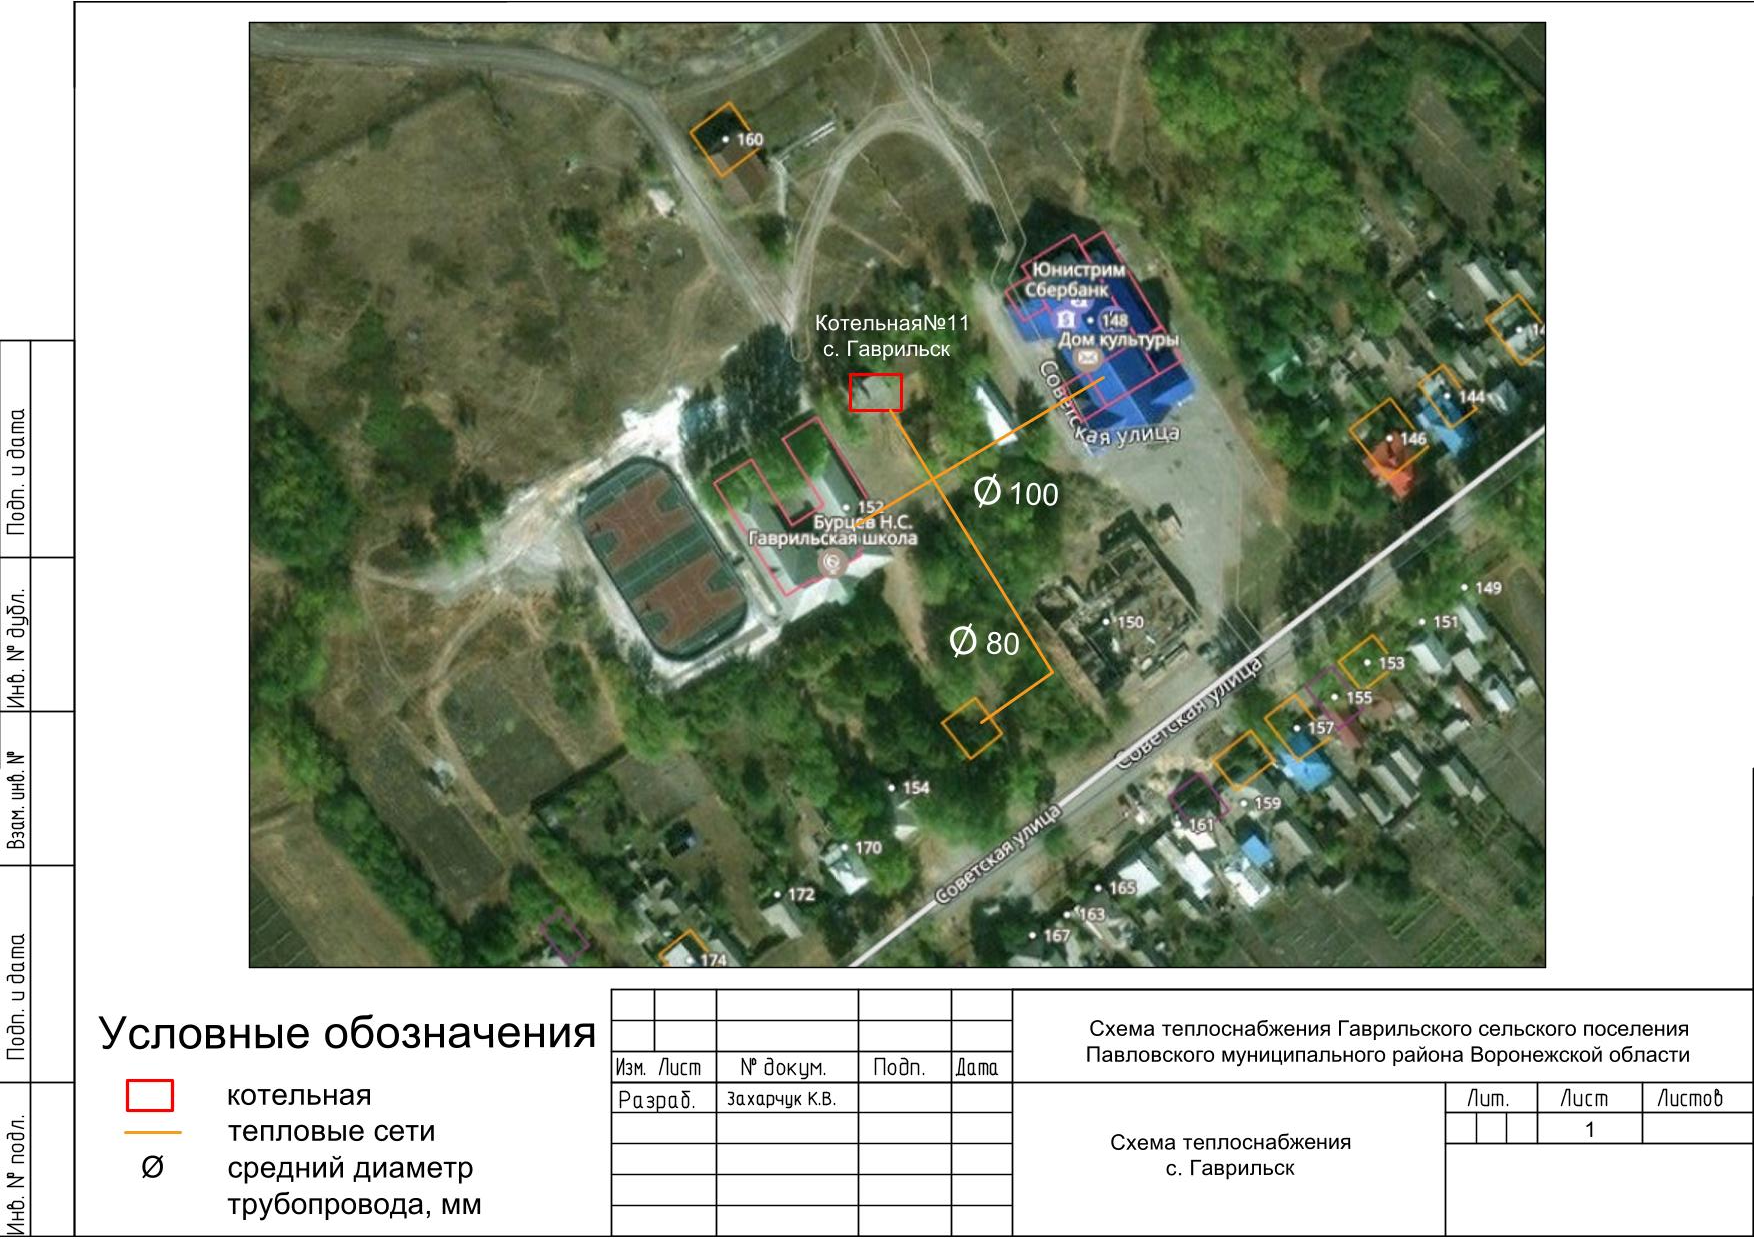 160
Юнистрим
Сбербанк
148
Дом культуры
Советская улица
Котельная№11
с. Гаврильск
14
144
146
Ø 100
152
Бурцев Н.С.
Гаврильская школа
Ø 80
150
149
151
153
155
157
159
161
Советская улица
Советская улица
154
170
172
174
165
163
167
Подп. и дата
Инв. № дубл.
Взам. инв. №
Подп. и дата
Инв. № подл.
Условные обозначения
котельная
тепловые сети
Ø средний диаметр
трубопровода, мм
Изм. Лист № докум. Подп. Дата
Разраб. Захарчук К.В.
Схема теплоснабжения Гаврильского сельского поселения
Павловского муниципального района Воронежской области
Схема теплоснабжения
с. Гаврильск
Лит. Лист Листов
1